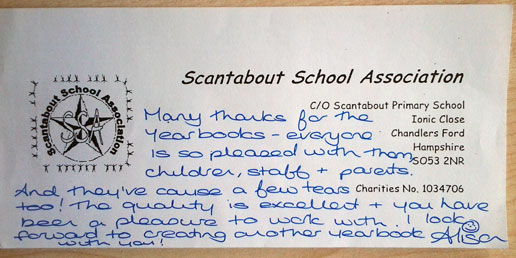 Scantabout School Association
SSA
Scantabout School Association
C/O Scantabout Primary School
Ionic Close
Chandlers Ford
Hampshire
SO53 2NR
Charities No. 1034706
Many thanks for the
Yearbooks - everyone
is so pleased with them
children, staff + parents.
And they've cause a few tears
too! The quality is excellent + you have
been a pleasure to work with. I look
forward to creating another yearbook
with you! Alison